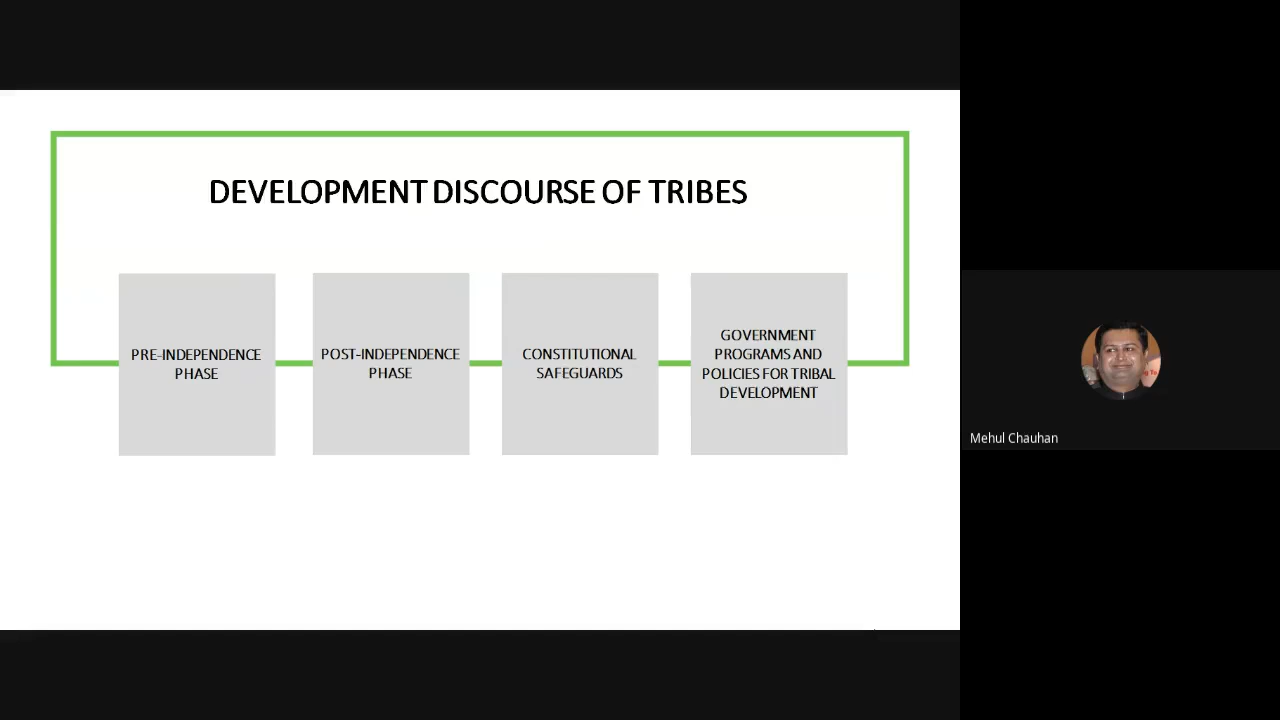 DEVELOPMENT DISCOURSE OF TRIBES
PRE-INDEPENDENCE
PHASE
POST-INDEPENDENCE
PHASE
CONSTITUTIONAL
SAFEGUARDS
GOVERNMENT
PROGRAMS AND
POLICIES FOR TRIBAL
DEVELOPMENT
Mehul Chauhan